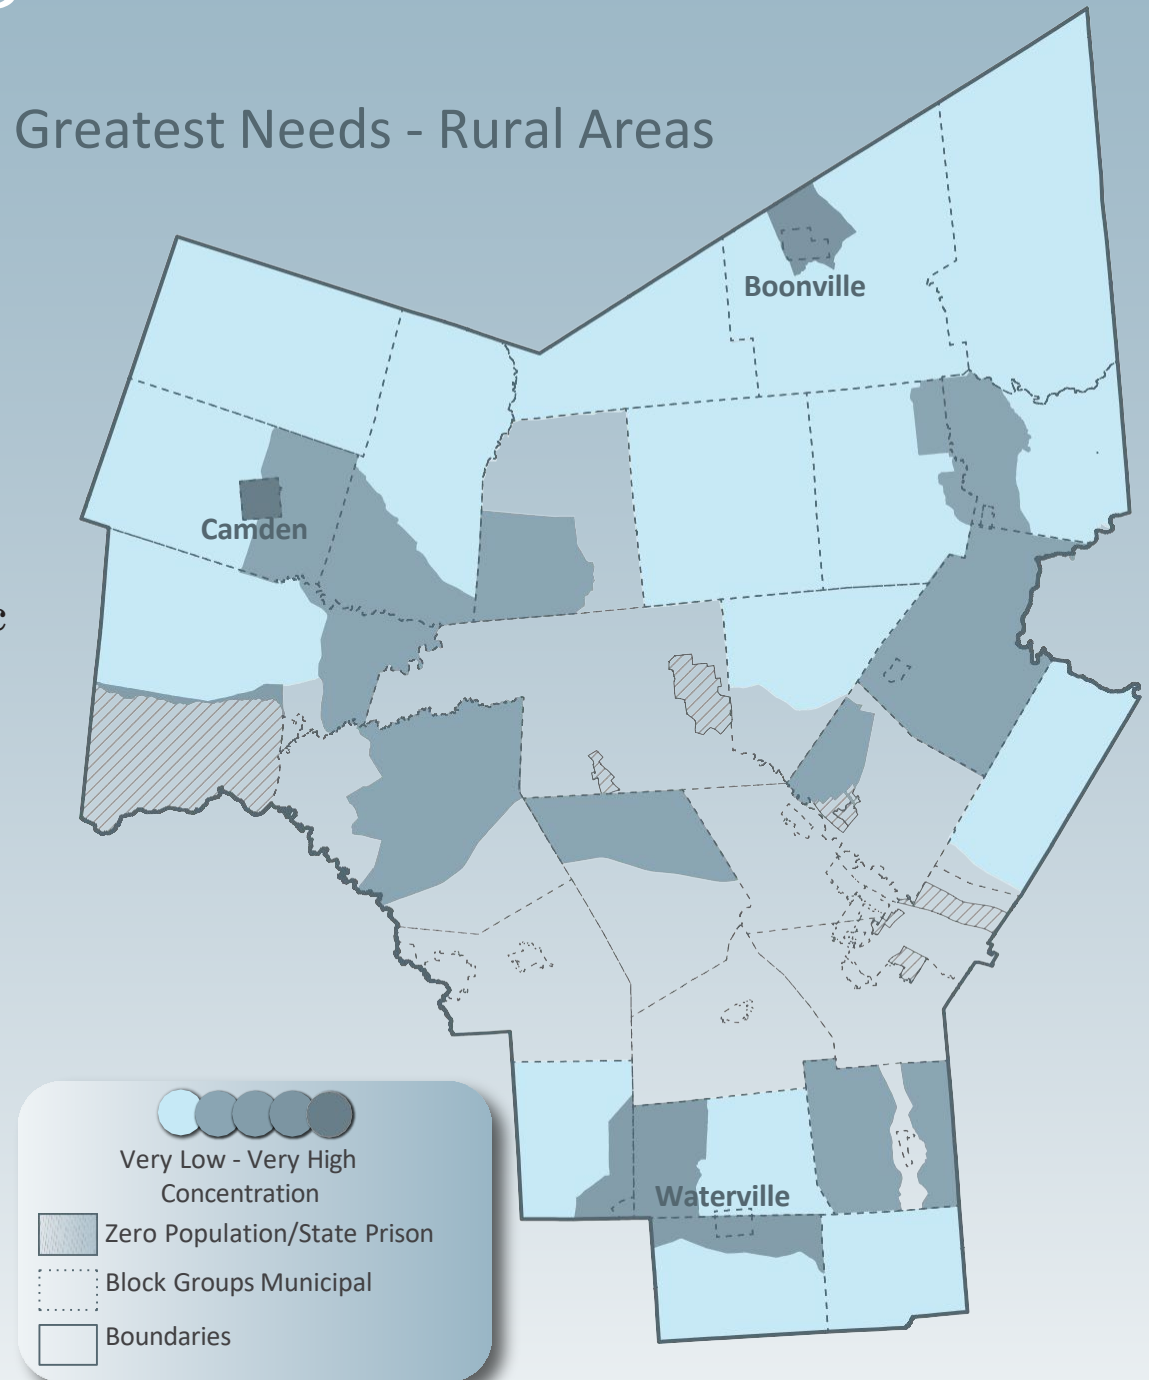 Greatest Needs - Rural Areas
Boonville
Camden
Waterville
Very Low - Very High
Concentration
Zero Population/State Prison
Block Groups Municipal
Boundaries